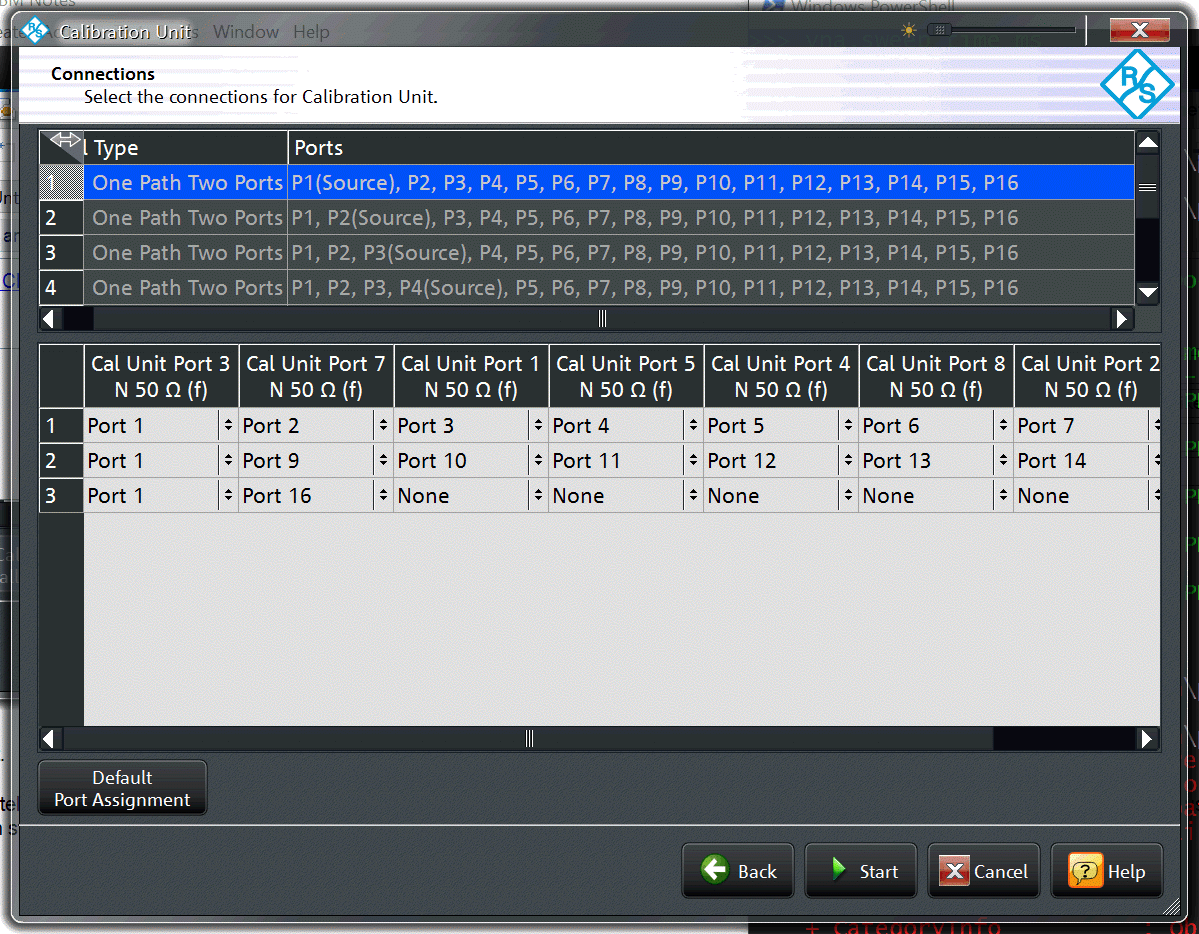 BM Notes
Windows PowerShell
Calibration Units Window Help
Connections
Select the connections for Calibration Unit.
R S
Type Ports
1 One Path Two Ports P1(Source), P2, P3, P4, P5, P6, P7, P8, P9, P10, P11, P12, P13, P14, P15, P16
2 One Path Two Ports P1, P2(Source), P3, P4, P5, P6, P7, P8, P9, P10, P11, P12, P13, P14, P15, P16
3 One Path Two Ports P1, P2, P3(Source), P4, P5, P6, P7, P8, P9, P10, P11, P12, P13, P14, P15, P16
4 One Path Two Ports P1, P2, P3, P4(Source), P5, P6, P7, P8, P9, P10, P11, P12, P13, P14, P15, P16
Cal Unit Port 3 Cal Unit Port 7 Cal Unit Port 1 Cal Unit Port 5 Cal Unit Port 4 Cal Unit Port 8 Cal Unit Port 2
N 50 Ω (f) N 50 Ω (f) N 50 Ω (f) N 50 Ω (f) N 50 Ω (f) N 50 Ω (f) N 50 Ω (f)
1 Port 1 Port 2 Port 3 Port 4 Port 5 Port 6 Port 7
2 Port 1 Port 9 Port 10 Port 11 Port 12 Port 13 Port 14
3 Port 1 Port 16 None None None None None
Default
Port Assignment
Back Start Cancel Help
+ CategoryInfo : On